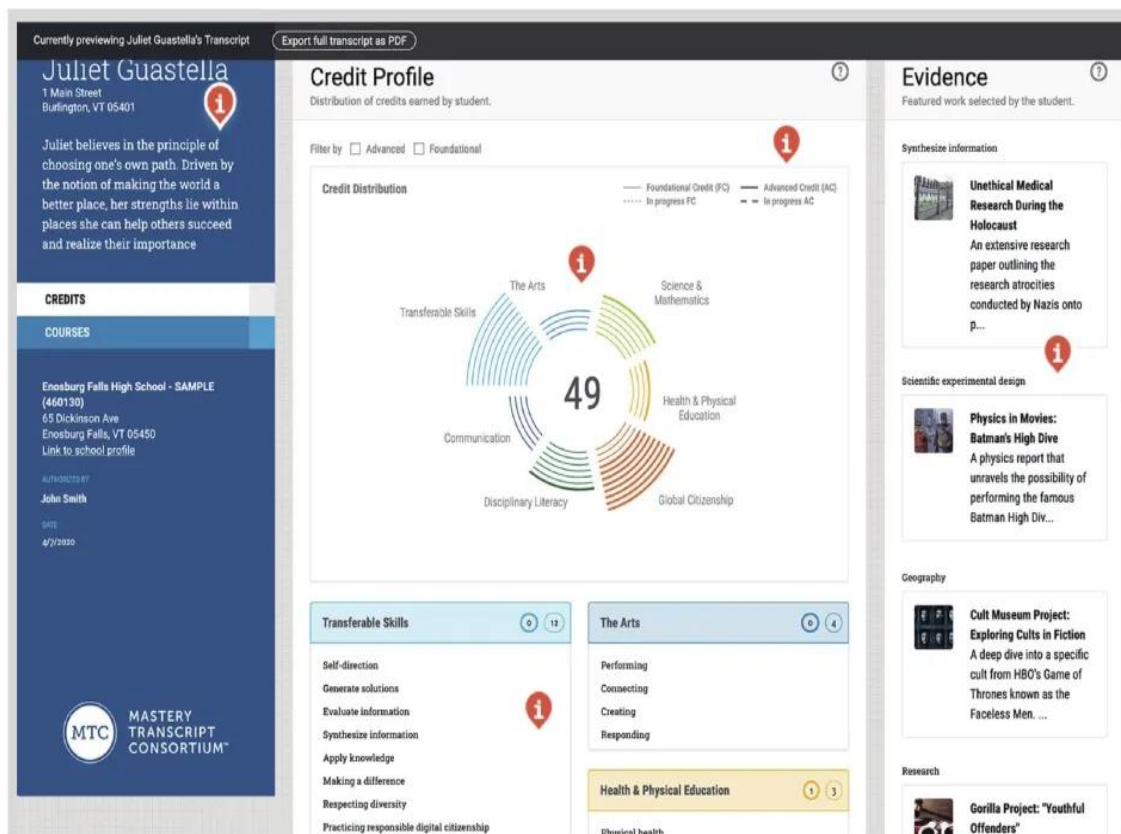 Currently previewing Juliet Guastella's Transcript
Export full transcript as PDF
Juliet Guastella
1 Main Street
Burlington, VT 05401
i
Juliet believes in the principle of
choosing one's own path. Driven by
the notion of making the world a
better place, her strengths lie within
places she can help others succeed
and realize their importance
CREDITS
COURSES
Enosburg Falls High School - SAMPLE
(460130)
65 Dickinson Ave
Enosburg Falls, VT 05450
Link to school profile
AUTHORIZED BY
John Smith
DATE
4/7/2020
MTC
MASTERY
TRANSCRIPT
CONSORTIUM™
Credit Profile
?
Distribution of credits earned by student.
Filter by Advanced Foundational
i
Credit Distribution
Foundational Credit (FC) Advanced Credit (AC)
In progress FC In progress AC
i
The Arts
Science &
Mathematics
Transferable Skills
49
Health & Physical
Education
Communication
Disciplinary Literacy
Global Citizenship
Transferable Skills 0 12
Self-direction
Generate solutions
Evaluate information
i
Synthesize information
Apply knowledge
Making a difference
Respecting diversity
Practicing responsible digital citizenship
The Arts 0 4
Performing
Connecting
Creating
Responding
Health & Physical Education 1 3
Physical health
Evidence
?
Featured work selected by the student.
Synthesize information
Unethical Medical
Research During the
Holocaust
An extensive research
paper outlining the
research atrocities
conducted by Nazis onto
p...
i
Scientific experimental design
Physics in Movies:
Batman's High Dive
A physics report that
unravels the possibility of
performing the famous
Batman High Div...
Geography
Cult Museum Project:
Exploring Cults in Fiction
A deep dive into a specific
cult from HBO's Game of
Thrones known as the
Faceless Men. ...
Research
Gorilla Project: "Youthful
Offenders"